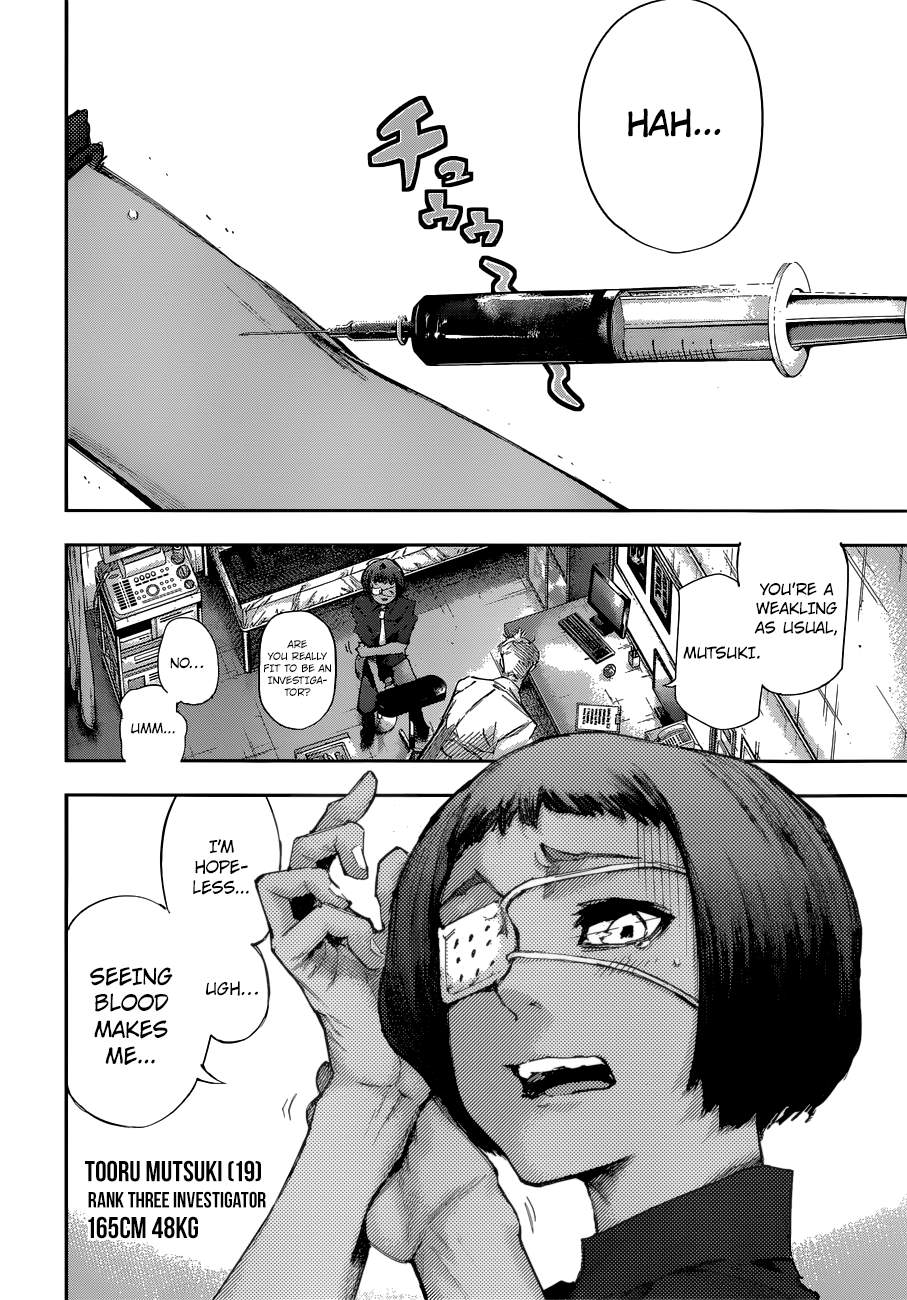 HAH...
チュゥゥ
YOU'RE A
WEAKLING
AS USUAL,
MUTSUKI.
ARE
YOU REALLY
FIT TO BE AN
INVESTIGA-
TOR?
NO...
UMM...
I'M
HOPE-
LESS...
UGH...
SEEING
BLOOD
MAKES
ME...
TOORU MUTSUKI (19)
RANK THREE INVESTIGATOR
165CM 48KG